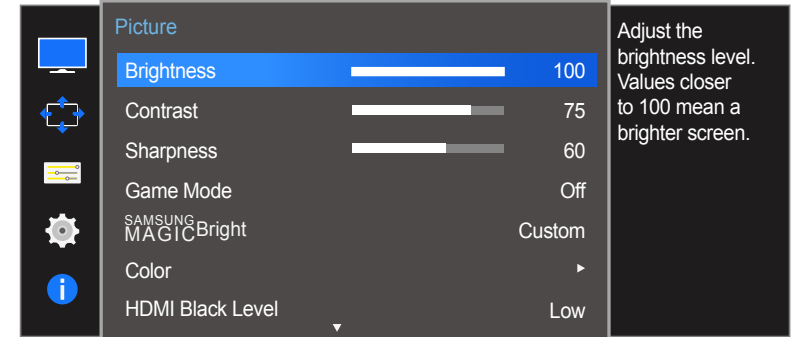 Picture
Brightness 100
Contrast 75
Sharpness 60
Game Mode Off
SAMSUNG
MAGICBright Custom
Color
HDMI Black Level Low
Adjust the
brightness level.
Values closer
to 100 mean a
brighter screen.
i